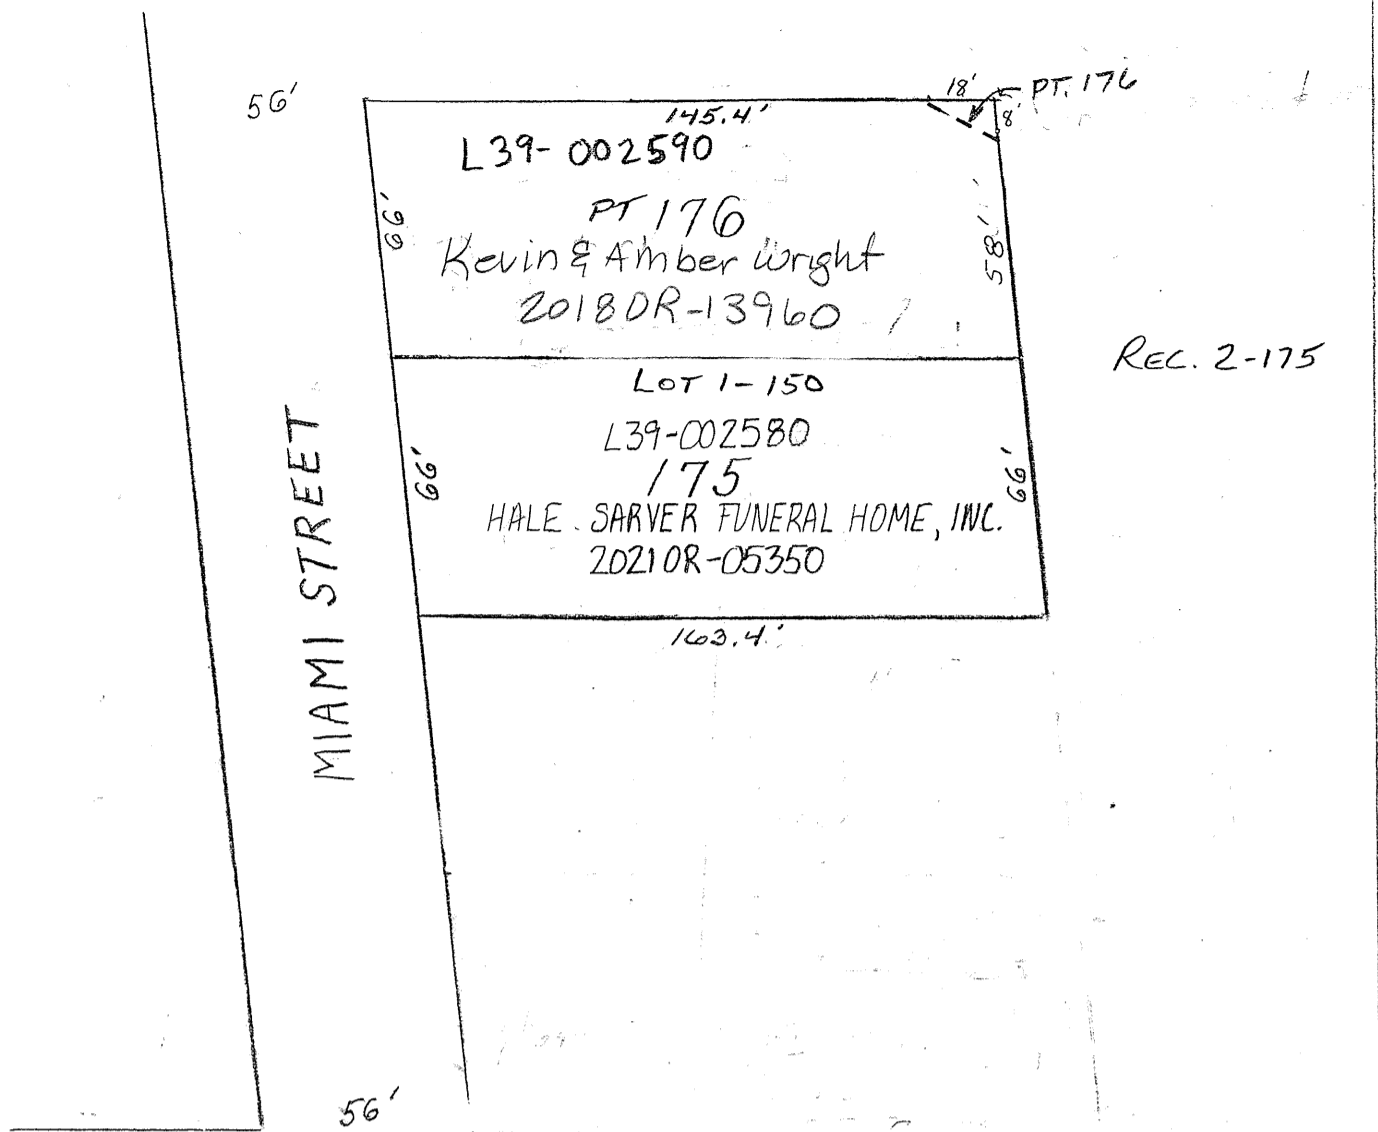 56'
18'
PT. 176
145.4'
8'
L39-002590
66'
PT 176
58'
Kevin & Amber Wright
2018OR-13960
REC. 2-175
LOT 1-150
L39-002580
66'
175
66'
HALE. SARVER FUNERAL HOME, INC.
2021OR-05350
163.4'
MIAMI STREET
56'